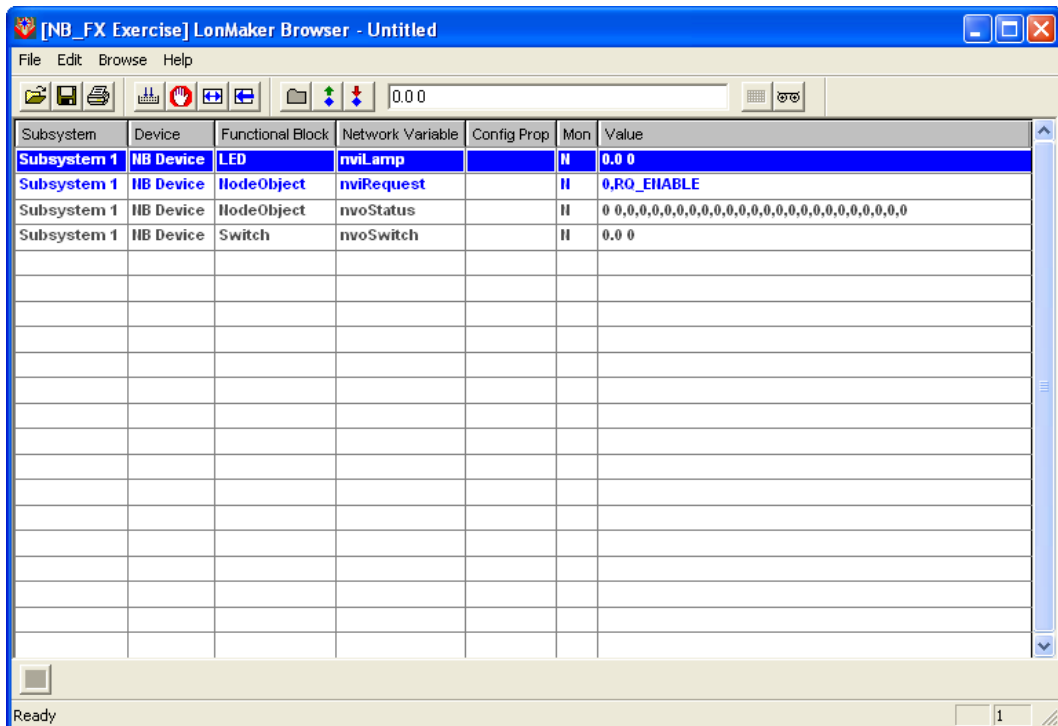 [NB_FX Exercise] LonMaker Browser - Untitled
File Edit Browse Help
0.0 0
Subsystem Device Functional Block Network Variable Config Prop Mon Value
Subsystem 1 NB Device LED nviLamp N 0.0 0
Subsystem 1 NB Device NodeObject nviRequest N 0,RQ_ENABLE
Subsystem 1 NB Device NodeObject nvoStatus N 0 0,0,0,0,0,0,0,0,0,0,0,0,0,0,0,0,0,0,0,0,0,0,0,0
Subsystem 1 NB Device Switch nvoSwitch N 0.0 0
Ready 1